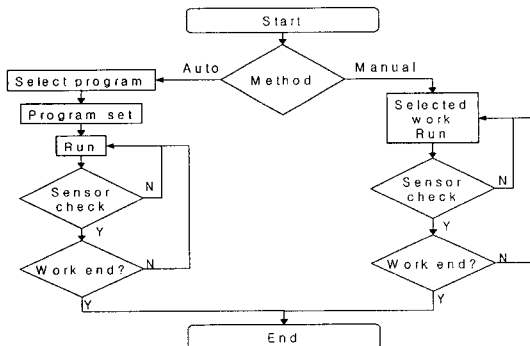 Start
Method
Auto
Manual
Select program
Program set
Run
Sensor
check
N
Y
Work end?
N
Y
Selected
work
Run
Sensor
check
N
Y
Work end?
N
Y
End